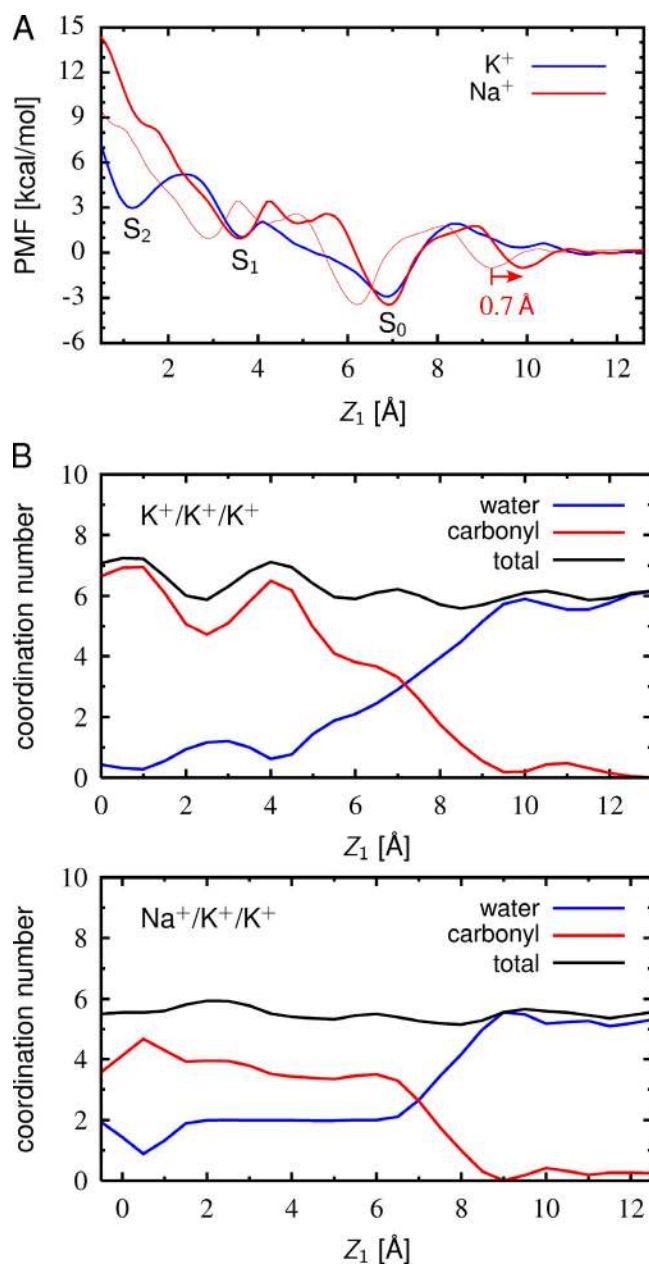 A
15
12
9
6
3
0
-3
-6
PMF [kcal/mol]
K⁺
Na⁺
S₂
S₁
S₀
0.7 Å
2 4 6 8 10 12
Z₁ [Å]
B
10
8
6
4
2
0
coordination number
K⁺/K⁺/K⁺
water
carbonyl
total
0 2 4 6 8 10 12
Z₁ [Å]
10
8
6
4
2
0
coordination number
Na⁺/K⁺/K⁺
water
carbonyl
total
0 2 4 6 8 10 12
Z₁ [Å]